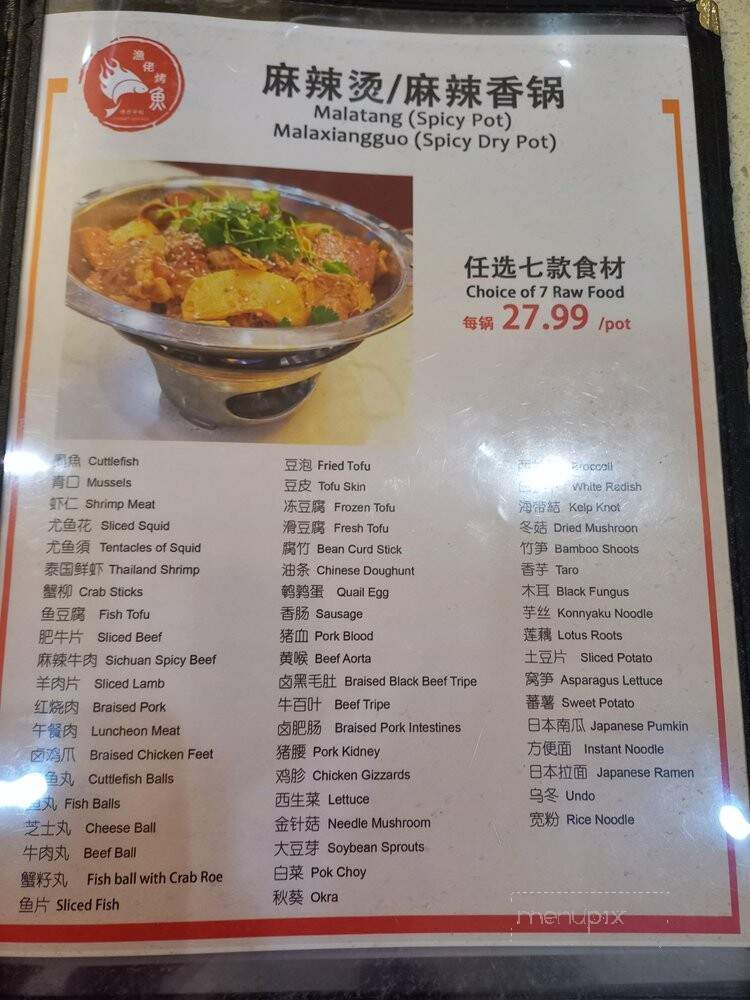 渔佬烤魚
麻辣烫/麻辣香锅
Malatang (Spicy Pot)
Malaxiangguo (Spicy Dry Pot)
任选七款食材
Choice of 7 Raw Food
每锅 27.99 /pot
魚 Cuttlefish
青口 Mussels
虾仁 Shrimp Meat
尤鱼花 Sliced Squid
尤鱼須 Tentacles of Squid
泰国鲜虾 Thailand Shrimp
蟹柳 Crab Sticks
鱼豆腐 Fish Tofu
肥牛片 Sliced Beef
麻辣牛肉 Sichuan Spicy Beef
羊肉片 Sliced Lamb
红烧肉 Braised Pork
午餐肉 Luncheon Meat
卤鸡爪 Braised Chicken Feet
鱼丸 Cuttlefish Balls
鱼丸 Fish Balls
芝士丸 Cheese Ball
牛肉丸 Beef Ball
蟹籽丸 Fish ball with Crab Roe
鱼片 Sliced Fish
豆泡 Fried Tofu
豆皮 Tofu Skin
冻豆腐 Frozen Tofu
滑豆腐 Fresh Tofu
腐竹 Bean Curd Stick
油条 Chinese Doughunt
鹌鹑蛋 Quail Egg
香肠 Sausage
猪血 Pork Blood
黄喉 Beef Aorta
卤黑毛肚 Braised Black Beef Tripe
牛百叶 Beef Tripe
卤肥肠 Braised Pork Intestines
猪腰 Pork Kidney
鸡胗 Chicken Gizzards
西生菜 Lettuce
金针菇 Needle Mushroom
大豆芽 Soybean Sprouts
白菜 Pok Choy
秋葵 Okra
Broccoli
White Radish
海带結 Kelp Knot
冬菇 Dried Mushroon
竹笋 Bamboo Shoots
香芋 Taro
木耳 Black Fungus
芋丝 Konnyaku Noodle
莲藕 Lotus Roots
土豆片 Sliced Potato
窝笋 Asparagus Lettuce
蕃薯 Sweet Potato
日本南瓜 Japanese Pumkin
方便面 Instant Noodle
日本拉面 Japanese Ramen
乌冬 Undo
宽粉 Rice Noodle
menupix